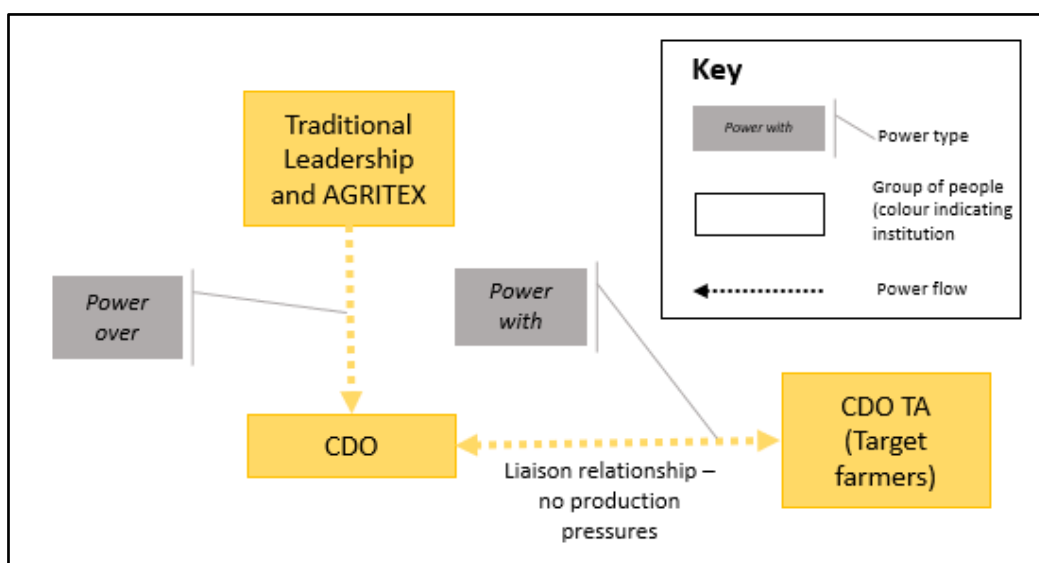 Traditional
Leadership
and AGRITEX
Power
over
Power
with
CDO
Liaison relationship –
no production
pressures
CDO TA
(Target
farmers)
Key
Power with
Power type
Group of people
(colour indicating
institution
Power flow